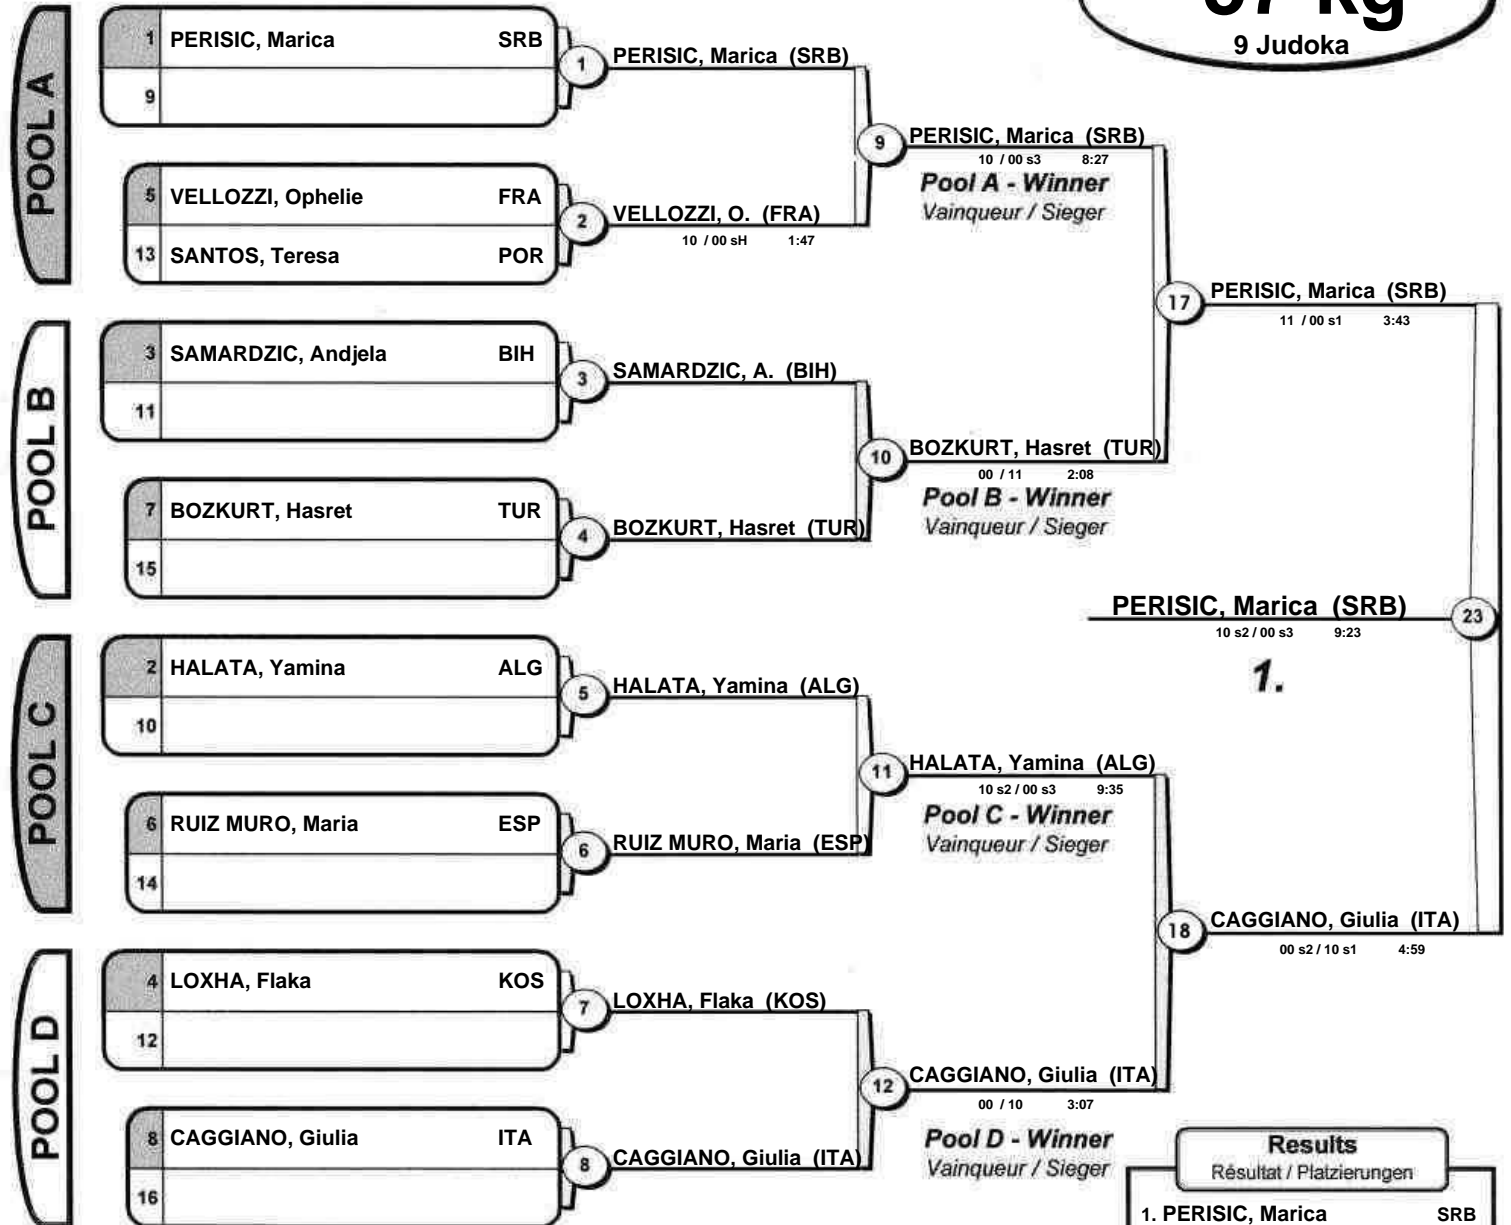 57 kg
9 Judoka
POOL A
1 PERISIC, Marica SRB
9
5 VELLOZZI, Ophelie FRA
13 SANTOS, Teresa POR
1 PERISIC, Marica (SRB)
2 VELLOZZI, O. (FRA)
10 / 00 sH 1:47
9 PERISIC, Marica (SRB)
10 / 00 s3 8:27
Pool A - Winner
Vainqueur / Sieger
POOL B
3 SAMARDZIC, Andjela BIH
11
7 BOZKURT, Hasret TUR
15
3 SAMARDZIC, A. (BIH)
4 BOZKURT, Hasret (TUR)
10 BOZKURT, Hasret (TUR)
00 / 11 2:08
Pool B - Winner
Vainqueur / Sieger
17 PERISIC, Marica (SRB)
11 / 00 s1 3:43
PERISIC, Marica (SRB) 23
10 s2 / 00 s3 9:23
1.
POOL C
2 HALATA, Yamina ALG
10
6 RUIZ MURO, Maria ESP
14
5 HALATA, Yamina (ALG)
6 RUIZ MURO, Maria (ESP)
11 HALATA, Yamina (ALG)
10 s2 / 00 s3 9:35
Pool C - Winner
Vainqueur / Sieger
18 CAGGIANO, Giulia (ITA)
00 s2 / 10 s1 4:59
POOL D
4 LOXHA, Flaka KOS
12
8 CAGGIANO, Giulia ITA
16
7 LOXHA, Flaka (KOS)
8 CAGGIANO, Giulia (ITA)
12 CAGGIANO, Giulia (ITA)
00 / 10 3:07
Pool D - Winner
Vainqueur / Sieger
Results
Résultat / Platzierungen
1. PERISIC, Marica SRB